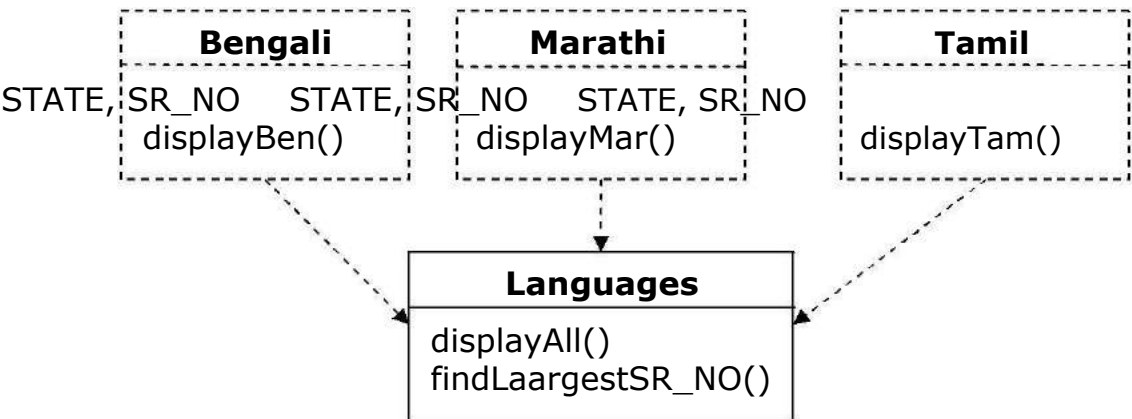 Bengali Marathi Tamil
STATE, SR_NO STATE, SR_NO STATE, SR_NO
displayBen() displayMar() displayTam()
Languages
displayAll()
findLaargestSR_NO()